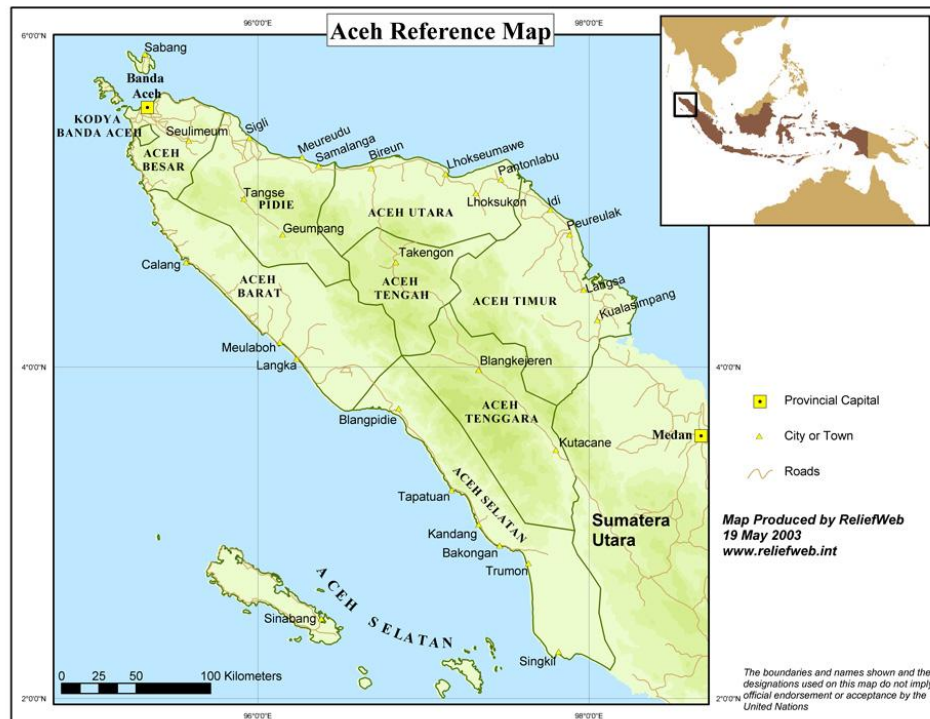 Aceh Reference Map
96°0'0"E
98°0'0"E
6°0'0"N
Sabang
Banda
Aceh
KODYA
BANDA ACEH
Seulimeum
Sigli
Meureudu
Samalanga
Bireun
Lhokseumawe
Pantonlabu
ACEH
BESAR
Tangse
PIDIE
Geumpang
ACEH UTARA
Lhoksukon
Idi
Peureulak
Takengon
Calang
ACEH
BARAT
ACEH
TENGAH
ACEH TIMUR
Langsa
Kualasimpang
Meulaboh
Langka
Blangkejeren
4°0'0"N
4°0'0"N
Blangpidie
ACEH
TENGGARA
Kutacane
Medan
Provincial Capital
City or Town
Roads
Tapatuan
ACEH SELATAN
Kandang
Bakongan
Trumon
Sumatera
Utara
Map Produced by ReliefWeb
19 May 2003
www.reliefweb.int
ACEH SELATAN
Sinabang
Singkil
0 25 50 100 Kilometers
2°0'0"N
2°0'0"N
96°0'0"E
98°0'0"E
The boundaries and names shown and the
designations used on this map do not imply
official endorsement or acceptance by the
United Nations